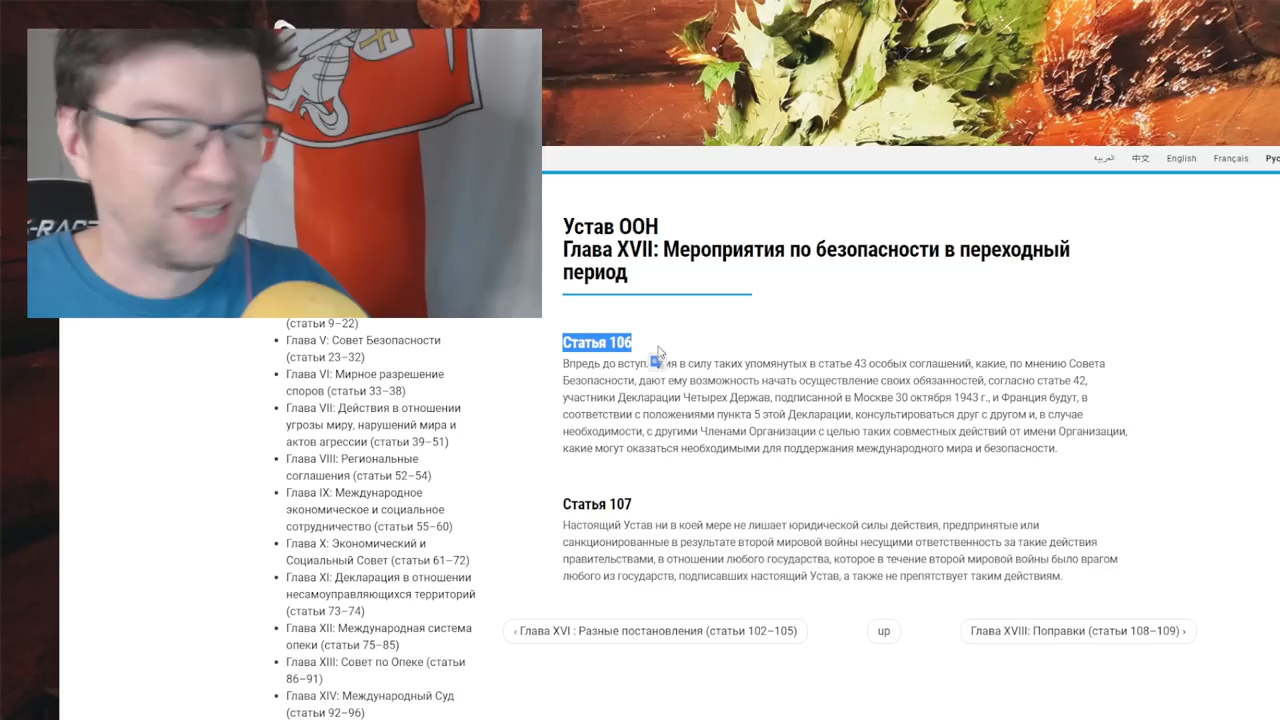 العربية
中文
English
Français
Рус
Устав ООН
Глава XVII: Мероприятия по безопасности в переходный
период
(статьи 9–22)
Глава V: Совет Безопасности
(статьи 23–32)
Глава VI: Мирное разрешение
споров (статьи 33–38)
Глава VII: Действия в отношении
угрозы миру, нарушений мира и
актов агрессии (статьи 39–51)
Глава VIII: Региональные
соглашения (статьи 52–54)
Глава IX: Международное
экономическое и социальное
сотрудничество (статьи 55–60)
Глава X: Экономический и
Социальный Совет (статьи 61–72)
Глава XI: Декларация в отношении
несамоуправляющихся территорий
(статьи 73–74)
Глава XII: Международная система
опеки (статьи 75–85)
Глава XIII: Совет по Опеке (статьи
86–91)
Глава XIV: Международный Суд
(статьи 92–96)
Статья 106
Впредь до в силу таких упомянутых в статье 43 особых соглашений, какие, по мнению Совета
Безопасности, дают ему возможность начать осуществление своих обязанностей, согласно статье 42,
участники Декларации Четырех Держав, подписанной в Москве 30 октября 1943 г., и Франция будут, в
соответствии с положениями пункта 5 этой Декларации, консультироваться друг с другом и, в случае
необходимости, с другими Членами Организации с целью таких совместных действий от имени Организации,
какие могут оказаться необходимыми для поддержания международного мира и безопасности.
Статья 107
Настоящий Устав ни в коей мере не лишает юридической силы действия, предпринятые или
санкционированные в результате второй мировой войны несущими ответственность за такие действия
правительствами, в отношении любого государства, которое в течение второй мировой войны было врагом
любого из государств, подписавших настоящий Устав, а также не препятствует таким действиям.
‹ Глава XVI : Разные постановления (статьи 102–105)
up
Глава XVIII: Поправки (статьи 108–109) ›